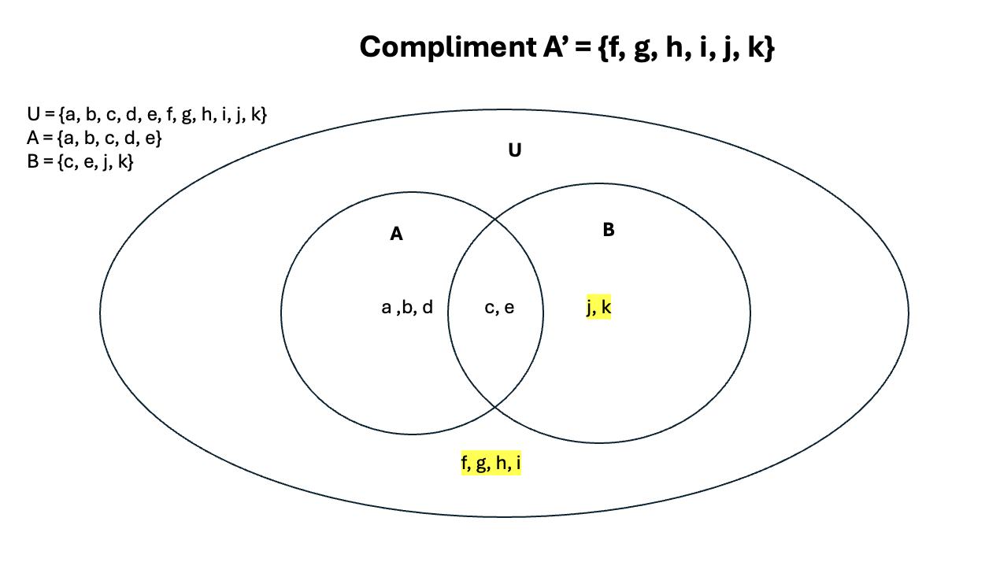 Compliment A’ = {f, g, h, i, j, k}
U = {a, b, c, d, e, f, g, h, i, j, k}
A = {a, b, c, d, e}
B = {c, e, j, k}
U
A
B
a ,b, d
c, e
j, k
f, g, h, i